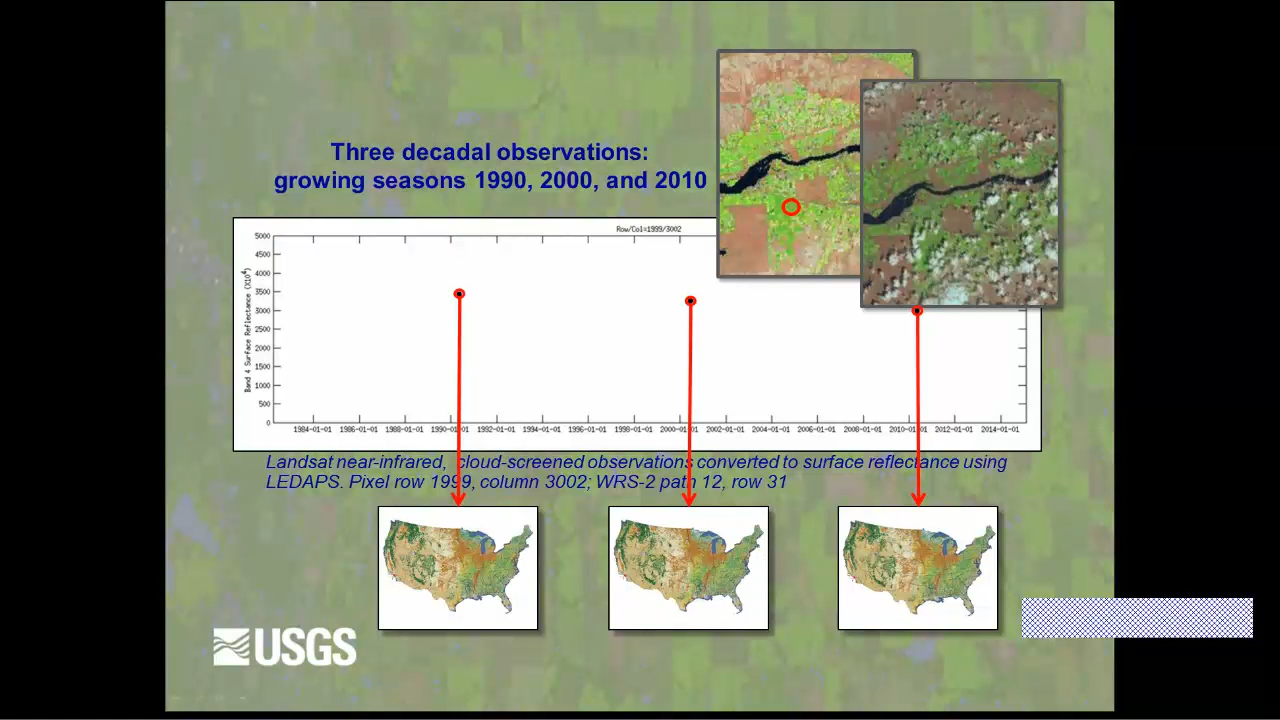 Three decadal observations:
growing seasons 1990, 2000, and 2010
Row/Col=1999/3002
5000
4500
4000
3500
3000
2500
2000
1500
1000
500
0
Band 4 Surface Reflectance (X10⁴)
1984-01-01 1986-01-01 1988-01-01 1990-01-01 1992-01-01 1994-01-01 1996-01-01 1998-01-01 2000-01-01 2002-01-01 2004-01-01 2006-01-01 2008-01-01 2010-01-01 2012-01-01 2014-01-01
Landsat near-infrared, cloud-screened observations converted to surface reflectance using
LEDAPS. Pixel row 1999, column 3002; WRS-2 path 12, row 31
USGS